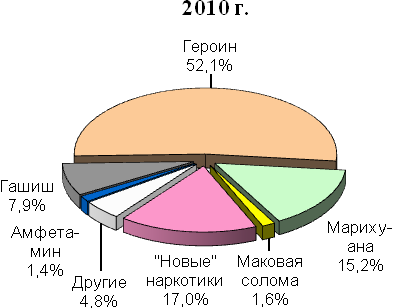 2010 г.
Героин
52,1%
Гашиш
7,9%
Амфета-
мин
1,4%
Другие
4,8%
"Новые"
наркотики
17,0%
Маковая
солома
1,6%
Мариху-
ана
15,2%